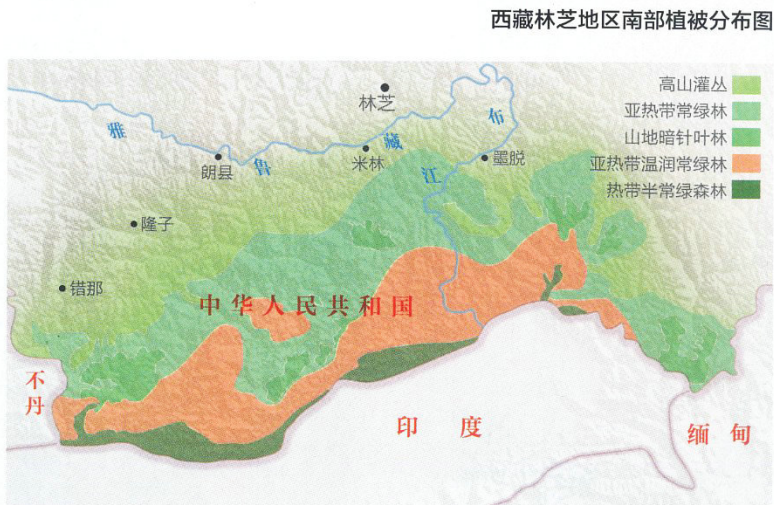 西藏林芝地区南部植被分布图
高山灌丛
亚热带常绿林
山地暗针叶林
亚热带温润常绿林
热带半常绿森林
林芝
雅鲁藏布江
朗县
米林
墨脱
隆子
错那
中华人民共和国
不丹
印度
缅甸